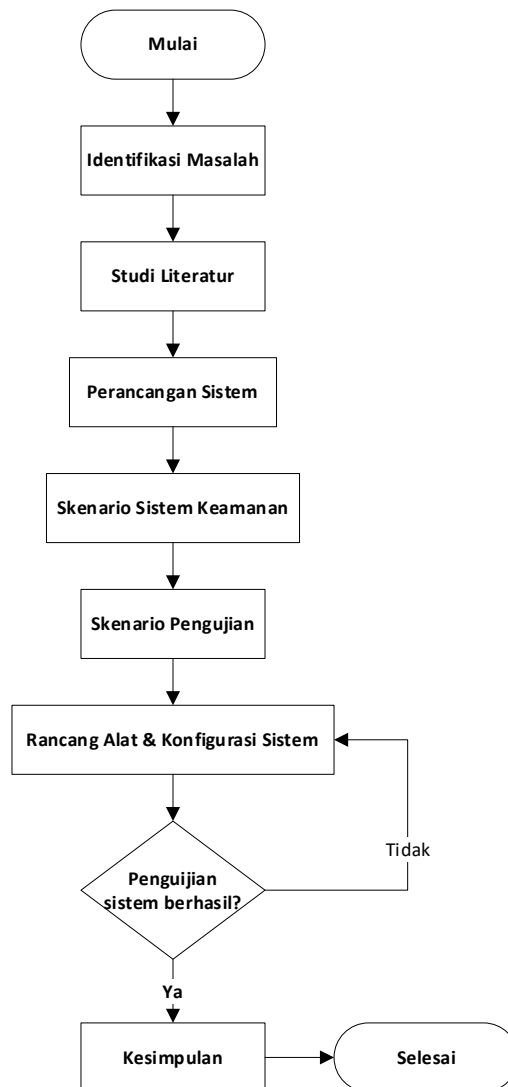 Mulai
Identifikasi Masalah
Studi Literatur
Perancangan Sistem
Skenario Sistem Keamanan
Skenario Pengujian
Rancang Alat & Konfigurasi Sistem
Penguijian
sistem berhasil?
Tidak
Ya
Kesimpulan
Selesai